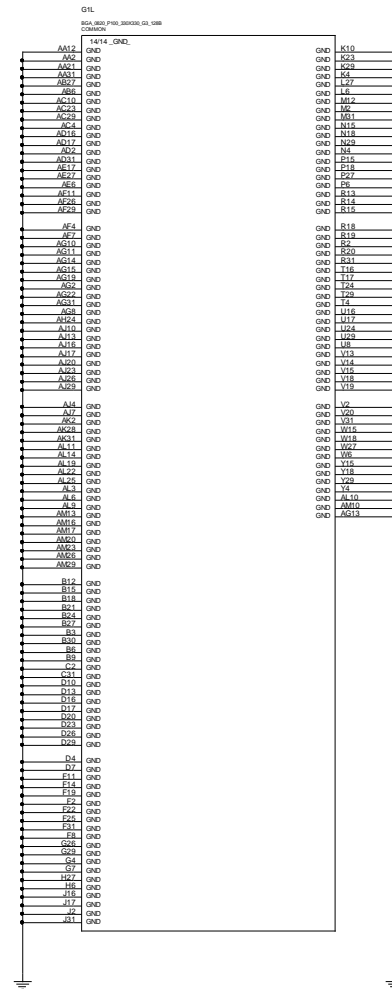 G1L
BGA_0820_P100_330X330_G3_128B
COMMON
14/14 _GND_
AA12 GND GND K10
AA2 GND GND K23
AA21 GND GND K29
AA31 GND GND K4
AB27 GND GND L27
AB6 GND GND L6
AC10 GND GND M12
AC23 GND GND M2
AC29 GND GND M31
AC4 GND GND N15
AD16 GND GND N18
AD17 GND GND N29
AD2 GND GND N4
AD31 GND GND P15
AE17 GND GND P18
AE27 GND GND P27
AE6 GND GND P6
AF11 GND GND R13
AF26 GND GND R14
AF29 GND GND R15
AF4 GND GND R18
AF7 GND GND R19
AG10 GND GND R2
AG11 GND GND R20
AG14 GND GND R31
AG15 GND GND T16
AG19 GND GND T17
AG2 GND GND T24
AG22 GND GND T29
AG31 GND GND T4
AG8 GND GND U16
AH24 GND GND U17
AJ10 GND GND U24
AJ13 GND GND U29
AJ16 GND GND U8
AJ17 GND GND V13
AJ20 GND GND V14
AJ23 GND GND V15
AJ26 GND GND V18
AJ29 GND GND V19
AJ4 GND GND V2
AJ7 GND GND V20
AK2 GND GND V31
AK28 GND GND W15
AK31 GND GND W18
AL11 GND GND W27
AL14 GND GND W6
AL19 GND GND Y15
AL22 GND GND Y18
AL25 GND GND Y29
AL3 GND GND Y4
AL6 GND GND AL10
AL9 GND GND AM10
AM13 GND GND AG13
AM16 GND
AM17 GND
AM20 GND
AM23 GND
AM26 GND
AM29 GND
B12 GND
B15 GND
B18 GND
B21 GND
B24 GND
B27 GND
B3 GND
B30 GND
B6 GND
B9 GND
C2 GND
C31 GND
D10 GND
D13 GND
D16 GND
D17 GND
D20 GND
D23 GND
D26 GND
D29 GND
D4 GND
D7 GND
F11 GND
F14 GND
F19 GND
F2 GND
F22 GND
F25 GND
F31 GND
F8 GND
G26 GND
G29 GND
G4 GND
G7 GND
H27 GND
H6 GND
J16 GND
J17 GND
J2 GND
J31 GND